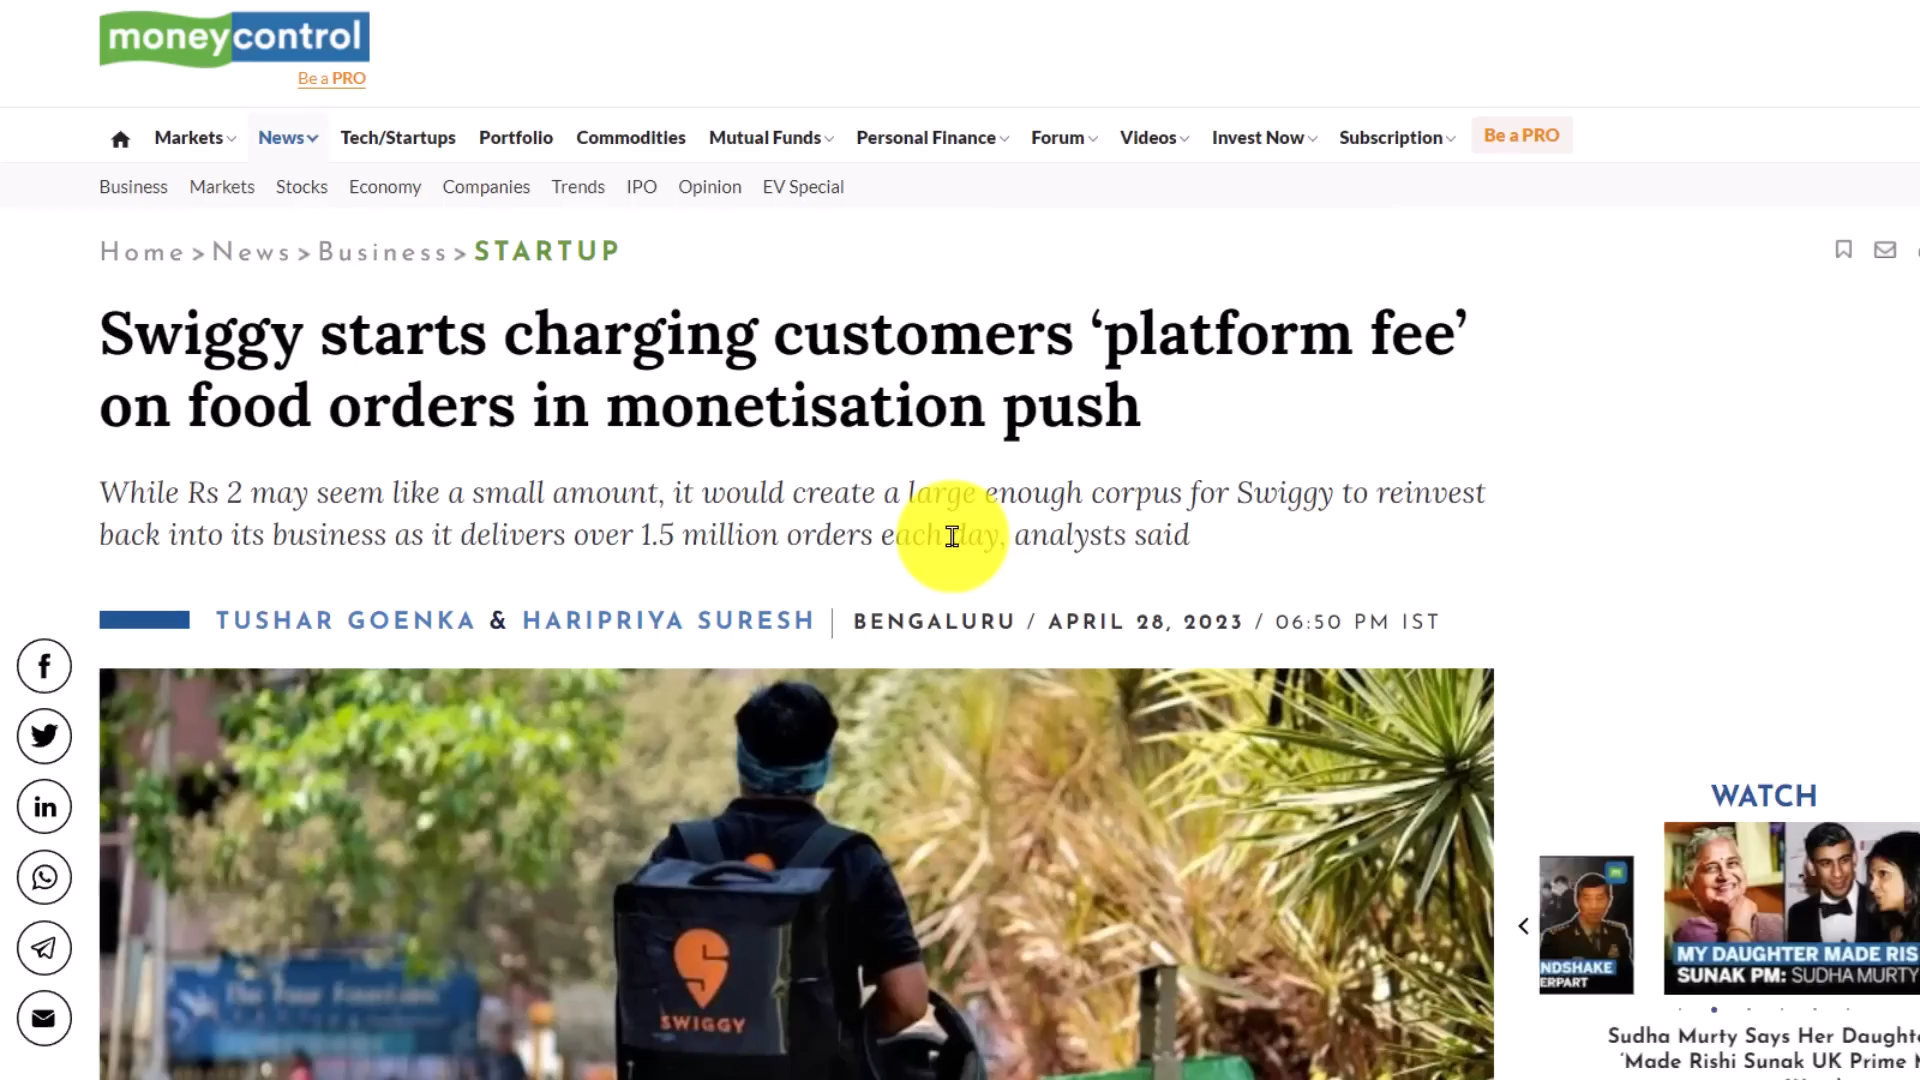 moneycontrol
Be a PRO
Markets News Tech/Startups Portfolio Commodities Mutual Funds Personal Finance Forum Videos Invest Now Subscription Be a PRO
Business Markets Stocks Economy Companies Trends IPO Opinion EV Special
Home > News > Business > STARTUP
Swiggy starts charging customers ‘platform fee’
on food orders in monetisation push
While Rs 2 may seem like a small amount, it would create a large enough corpus for Swiggy to reinvest
back into its business as it delivers over 1.5 million orders each day, analysts said
TUSHAR GOENKA & HARIPRIYA SURESH | BENGALURU / APRIL 28, 2023 / 06:50 PM IST
SWIGGY
WATCH
NDSHAKE
ERPART
MY DAUGHTER MADE RIS
SUNAK PM: SUDHA MURTY
Sudha Murty Says Her Daught
‘Made Rishi Sunak UK Prime